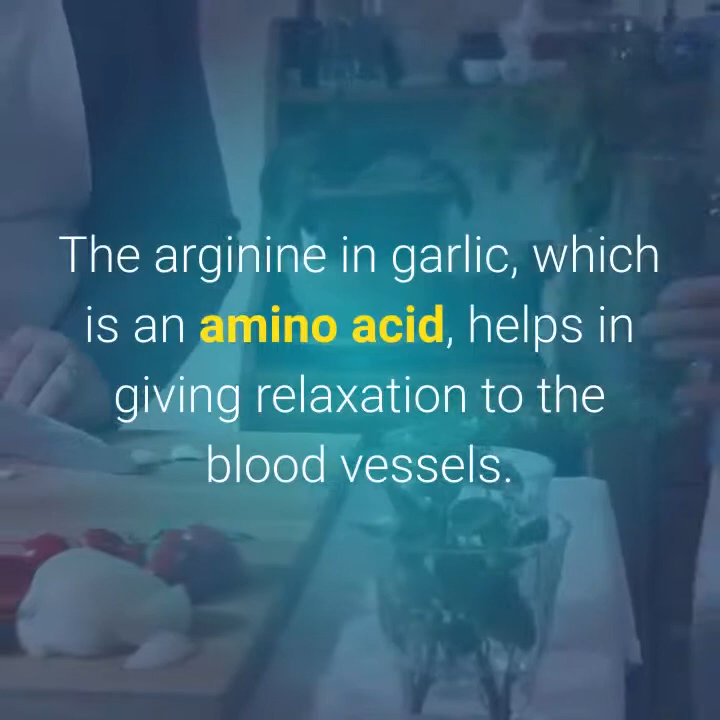 The arginine in garlic, which
is an amino acid, helps in
giving relaxation to the
blood vessels.